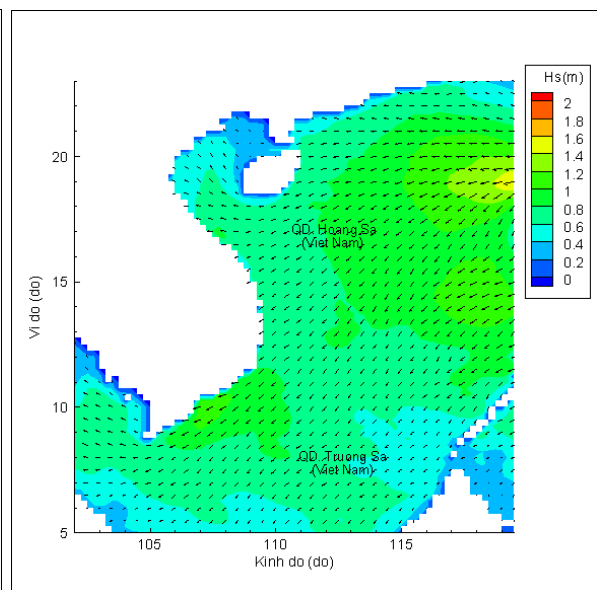 Hs(m)
2
1.8
1.6
1.4
1.2
1
0.8
0.6
0.4
0.2
0
20
15
10
5
Vi do (do)
QD. Hoang Sa
(Viet Nam)
QD. Truong Sa
(Viet Nam)
105
110
115
Kinh do (do)